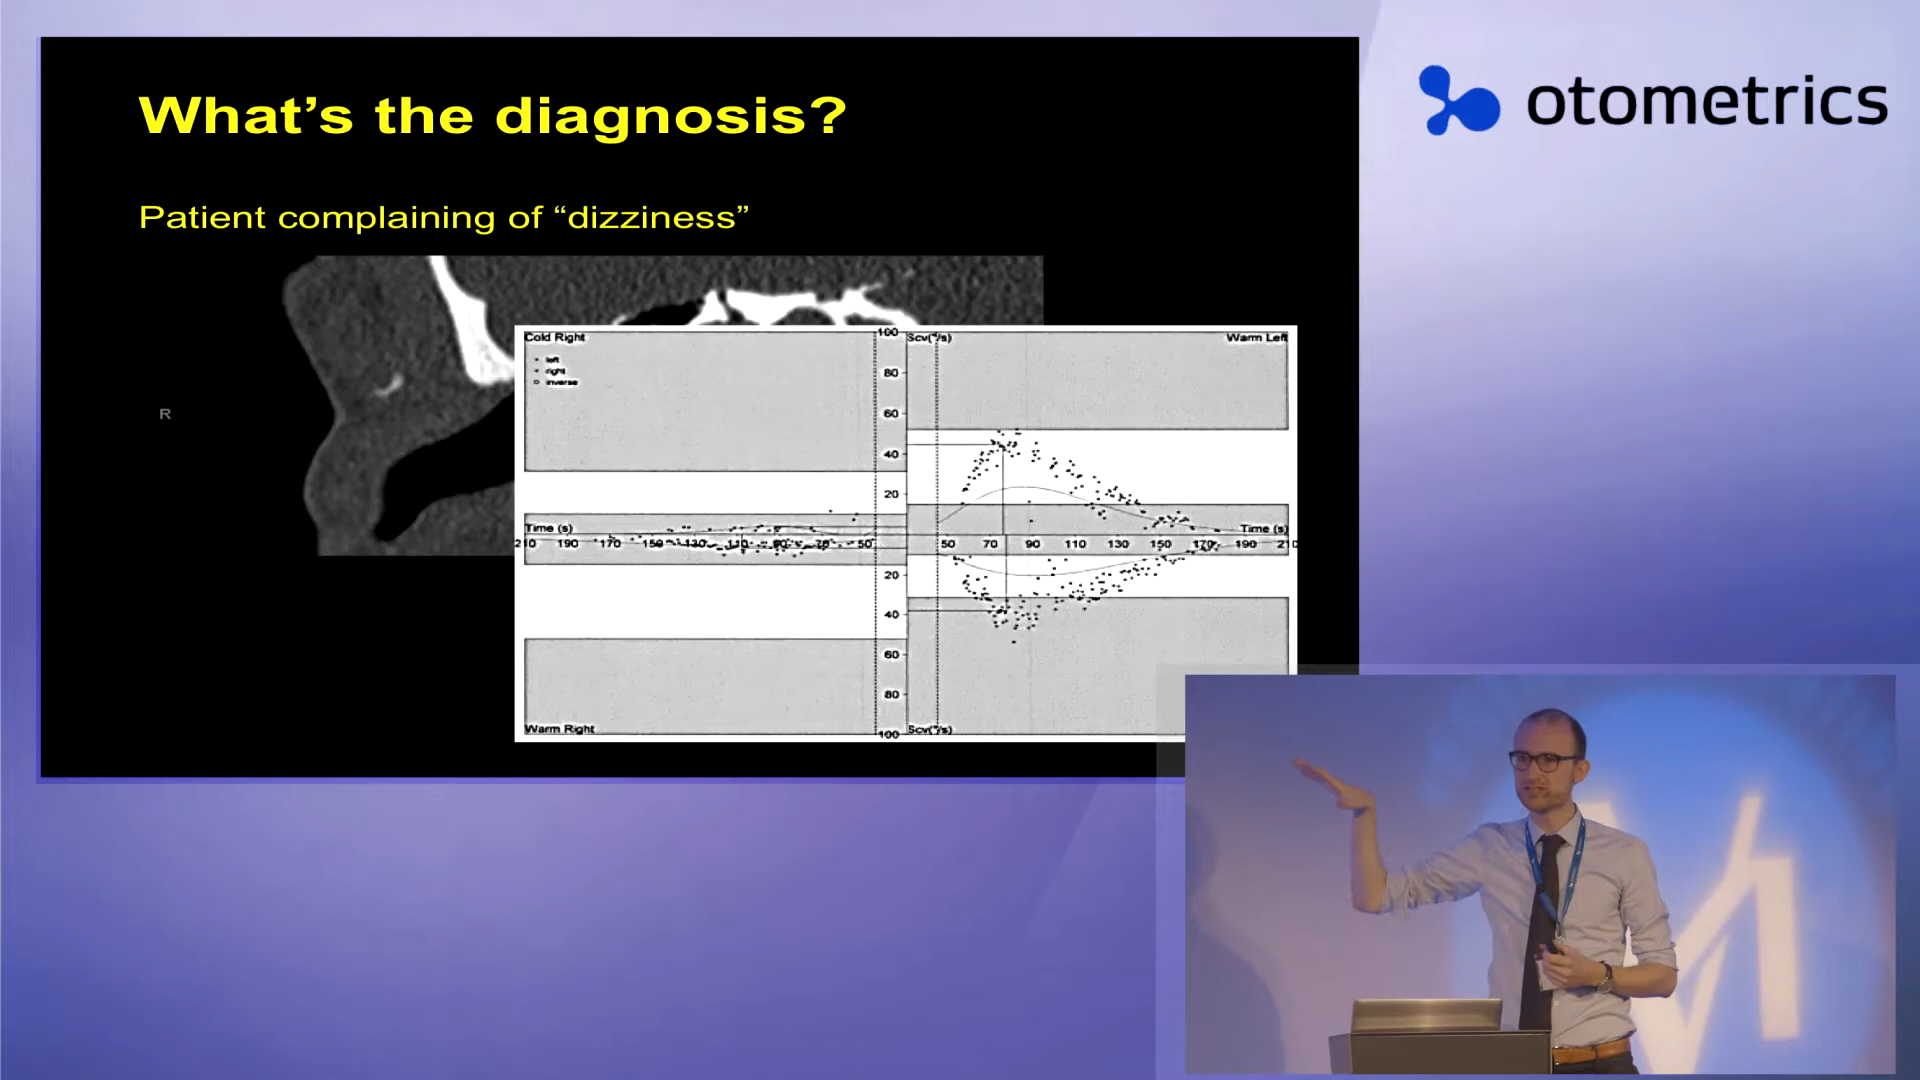 What's the diagnosis?
Patient complaining of “dizziness”
otometrics
R
Cold Right
left
right
inverse
100 Scv(°/s) Warm Left
80
60
40
20
Time (s) Time (s)
210 190 170 150 130 110 90 70 50 50 70 90 110 130 150 170 190 210
20
40
60
80
Warm Right 100 Scv(°/s)